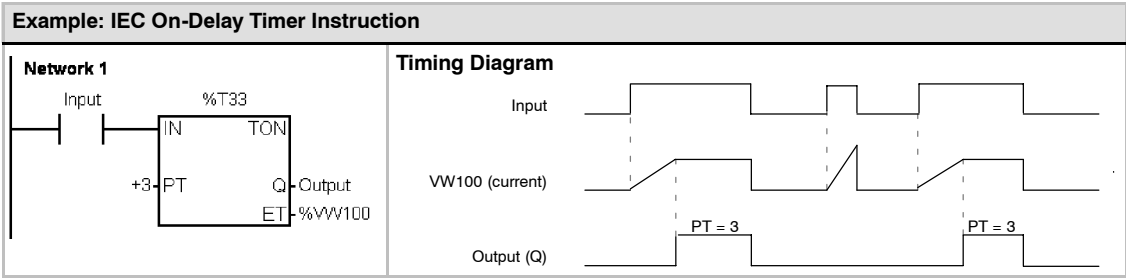 Example: IEC On-Delay Timer Instruction
Network 1
Input
%T33
IN TON
+3 PT
Q Output
ET %VW100
Timing Diagram
Input
VW100 (current)
PT = 3 PT = 3
Output (Q)